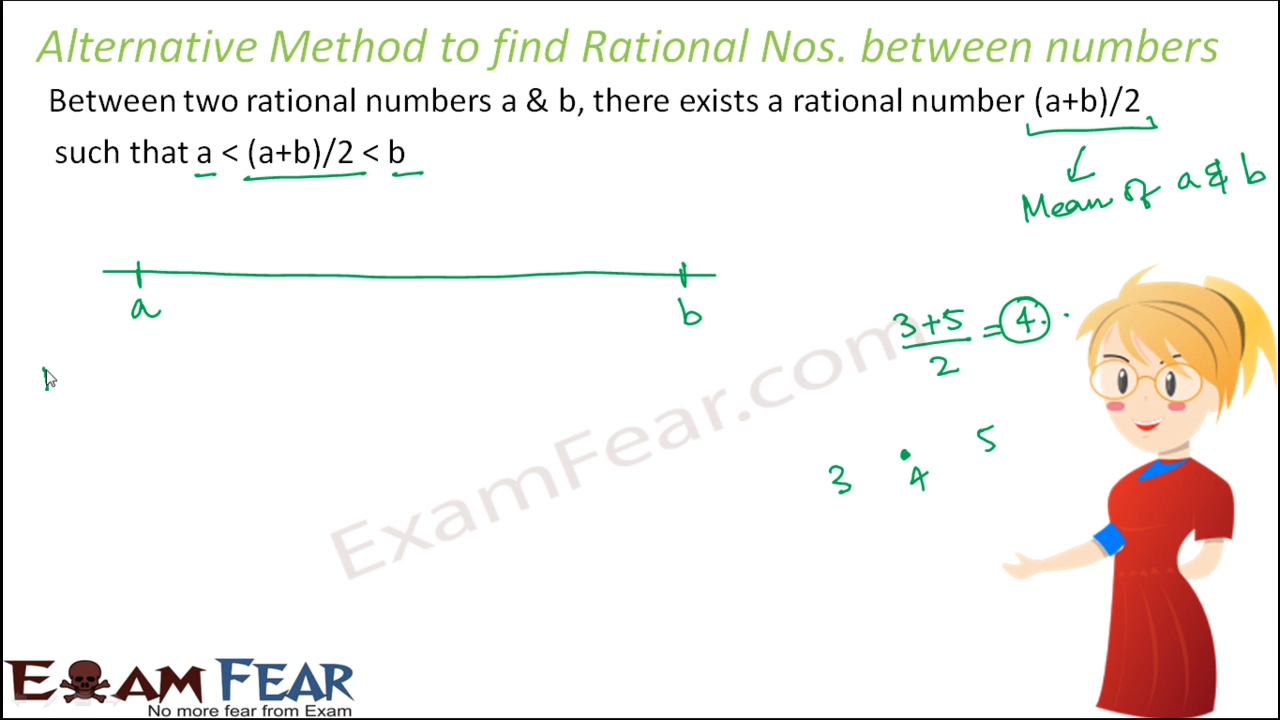 Alternative Method to find Rational Nos. between numbers
Between two rational numbers a & b, there exists a rational number (a+b)/2
such that a < (a+b)/2 < b
Mean of a & b
a
b
3+5
2
= 4
3 4 5
ExamFear.com
EXAM FEAR
No more fear from Exam